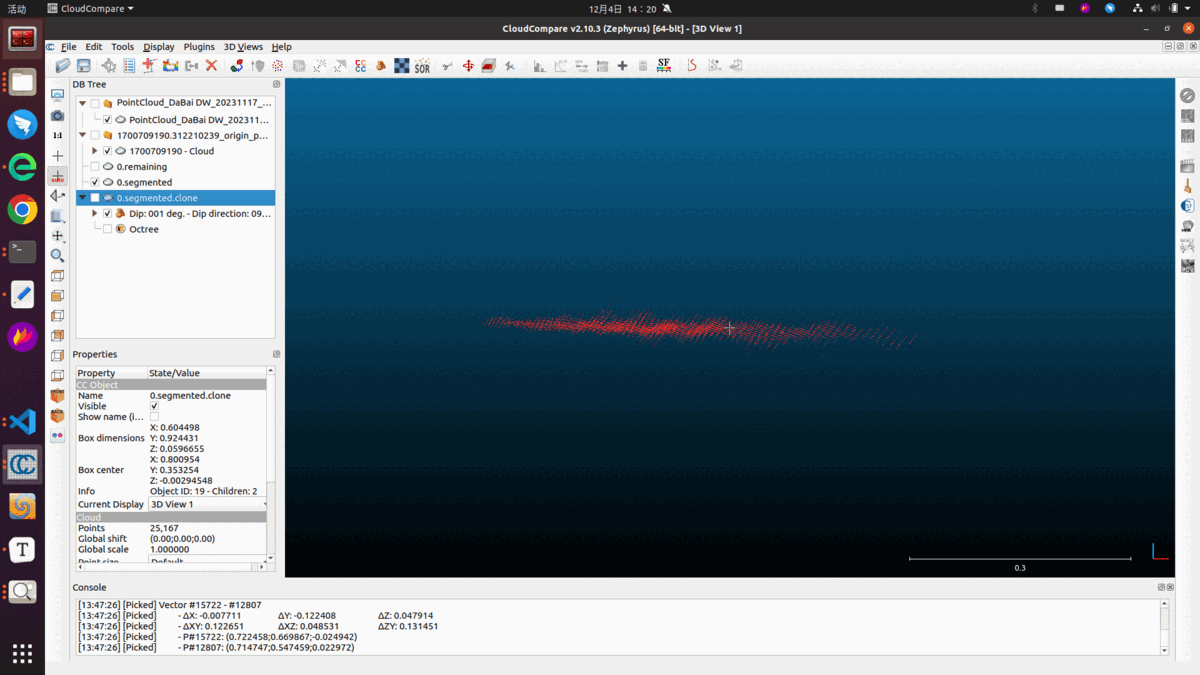 活动
CloudCompare
12月4日 14：20
CloudCompare v2.10.3 (Zephyrus) [64-bit] - [3D View 1]
File Edit Tools Display Plugins 3D Views Help
SOR
SF
DB Tree
PointCloud_DaBai DW_20231117_...
PointCloud_DaBai DW_202311...
1700709190.312210239_origin_p...
1700709190 - Cloud
0.remaining
0.segmented
0.segmented.clone
Dip: 001 deg. - Dip direction: 09...
Octree
1:1
auto
Properties
Property State/Value
CC Object
Name 0.segmented.clone
Visible
Show name (i...
Box dimensions X: 0.604498
Y: 0.924431
Z: 0.0596655
Box center X: 0.800954
Y: 0.353254
Z: -0.00294548
Info Object ID: 19 - Children: 2
Current Display 3D View 1
Cloud
Points 25,167
Global shift (0.00;0.00;0.00)
Global scale 1.000000
Point size Default
0.3
Console
[13:47:26] [Picked] Vector #15722 - #12807
[13:47:26] [Picked] - ΔX: -0.007711 ΔY: -0.122408 ΔZ: 0.047914
[13:47:26] [Picked] - ΔXY: 0.122651 ΔXZ: 0.048531 ΔZY: 0.131451
[13:47:26] [Picked] - P#15722: (0.722458;0.669867;-0.024942)
[13:47:26] [Picked] - P#12807: (0.714747;0.547459;0.022972)